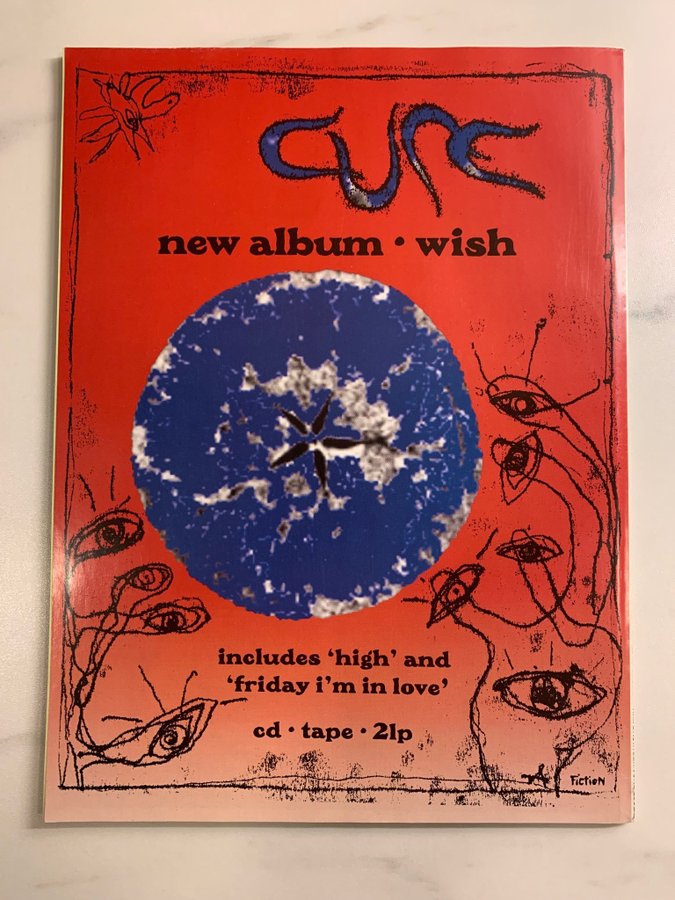 CURE
new album • wish
includes 'high' and
'friday i'm in love'
cd • tape • 2lp
Fiction